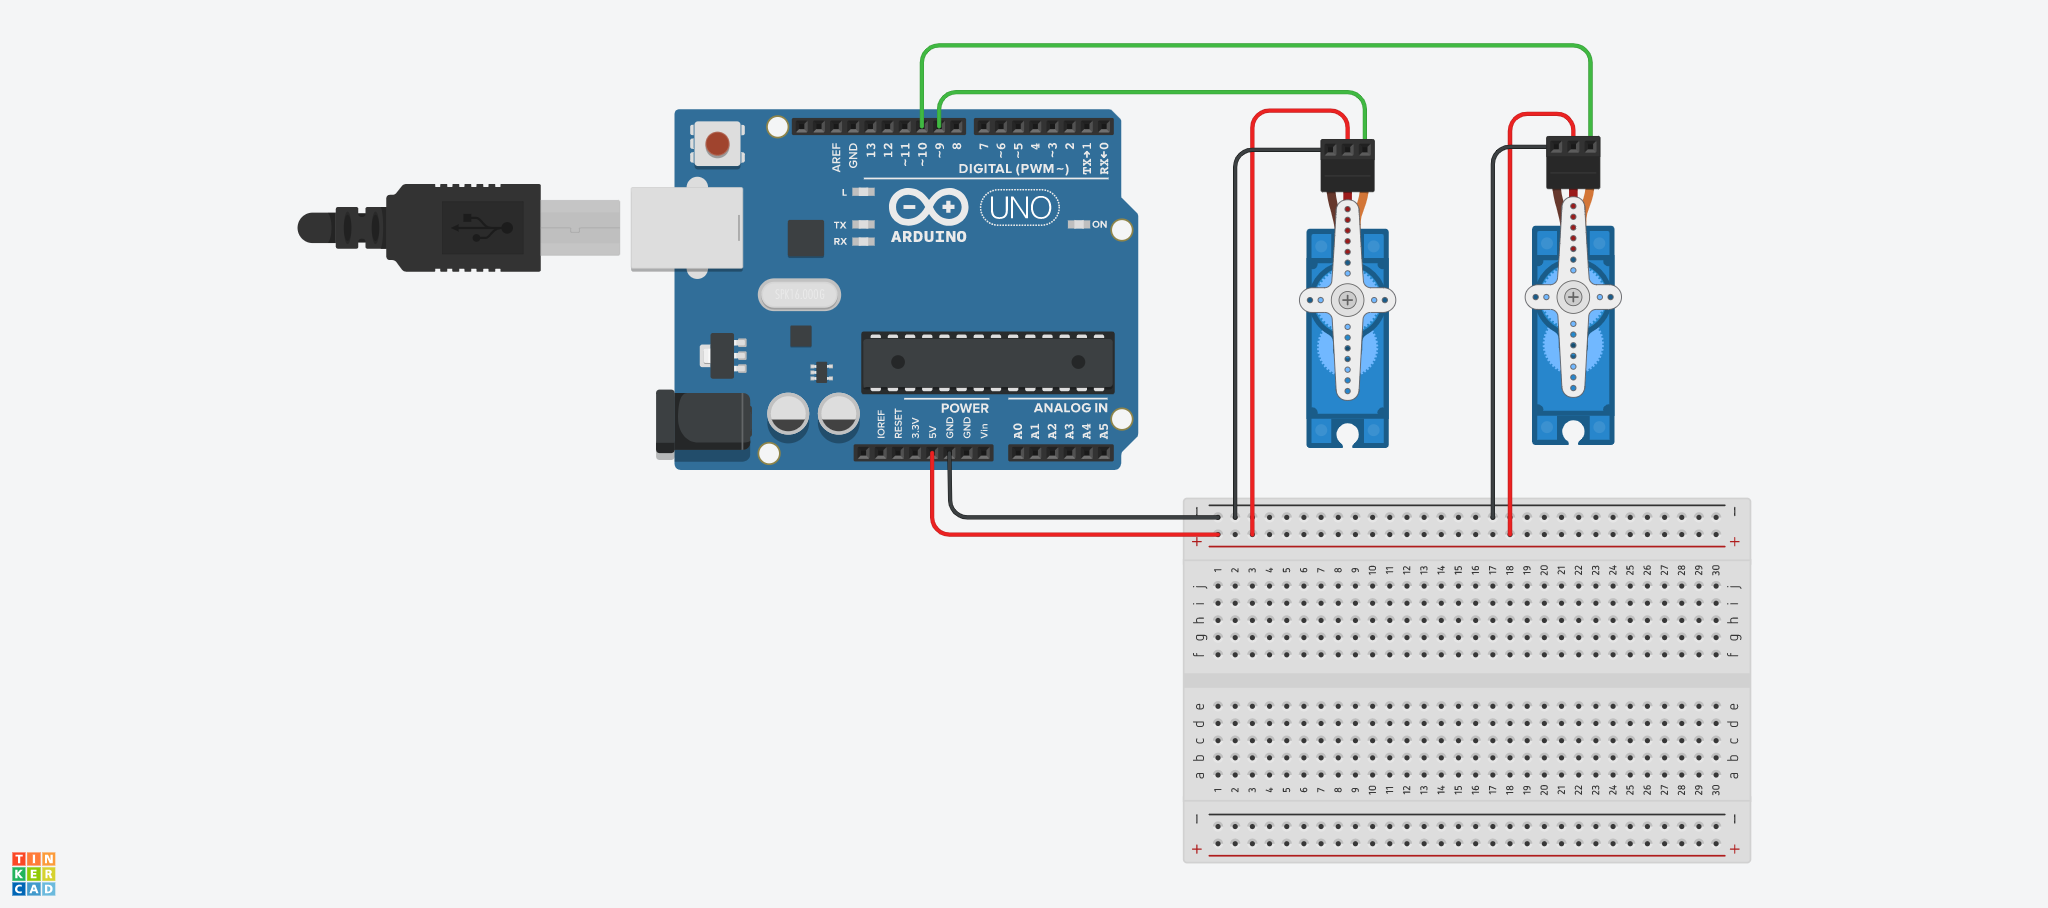 AREF
GND
13
12
~11
~10
~9
8
7
~6
~5
4
~3
2
TX→1
RX←0
DIGITAL (PWM~)
L
TX
RX
ARDUINO
UNO
ON
POWER
ANALOG IN
IOREF
RESET
3.3V
5V
GND
GND
Vin
A0
A1
A2
A3
A4
A5
- -
+ +
1 2 3 4 5 6 7 8 9 10 11 12 13 14 15 16 17 18 19 20 21 22 23 24 25 26 27 28 29 30
j j
i i
h h
g g
f f
e e
d d
c c
b b
a a
1 2 3 4 5 6 7 8 9 10 11 12 13 14 15 16 17 18 19 20 21 22 23 24 25 26 27 28 29 30
- -
+ +
TIN
KER
CAD